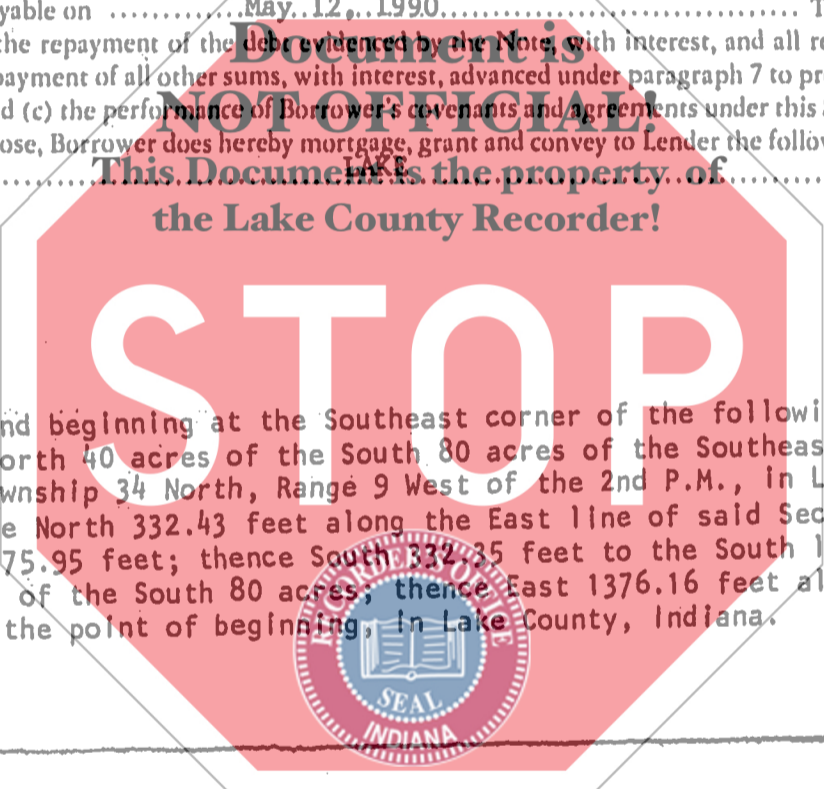 yable on .............May. 12,. 1990............................................... T
the repayment of the debt evidenced by the Note, with interest, and all re
payment of all other sums, with interest, advanced under paragraph 7 to pr
d (c) the performance of Borrower's covenants and agreements under this
ose, Borrower does hereby mortgage, grant and convey to Lender the follow
LAKE
Document is
NOT OFFICIAL!
This Document is the property of
the Lake County Recorder!
STOP
nd beginning at the Southeast corner of the followi
orth 40 acres of the South 80 acres of the Southeas
wnship 34 North, Range 9 West of the 2nd P.M., in L
e North 332.43 feet along the East line of said Sec
75.95 feet; thence South 332.35 feet to the South l
of the South 80 acres; thence East 1376.16 feet al
the point of beginning, in Lake County, Indiana.
RECORDER'S OFFICE
SEAL
INDIANA